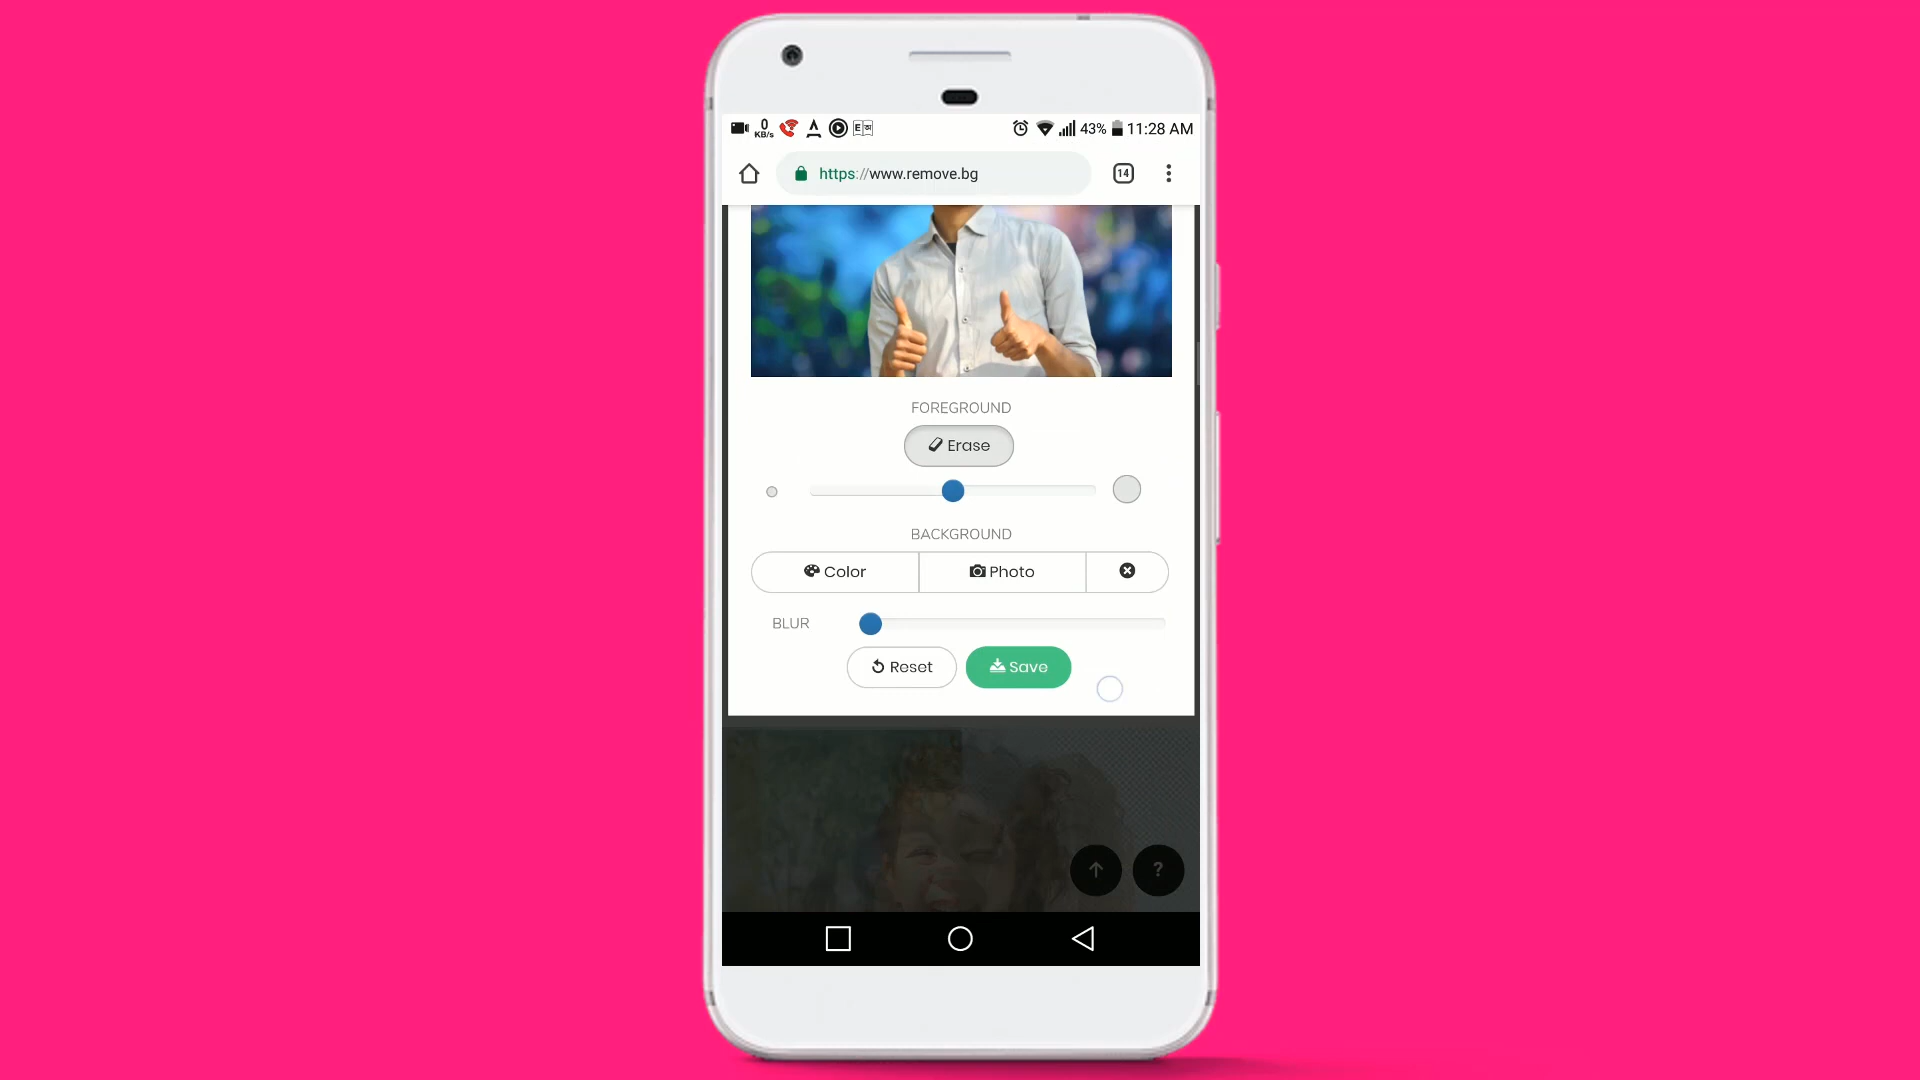 0 KB/s E 43% 11:28 AM
https://www.remove.bg 14
FOREGROUND
Erase
BACKGROUND
Color Photo
BLUR
Reset Save
?